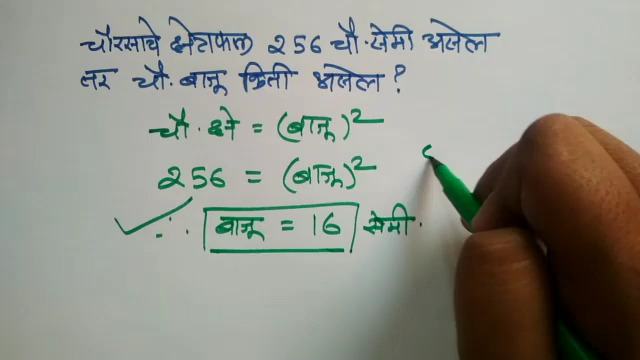 चौरसाचे क्षेत्रफळ 256 चौ.सेमी असेल
तर चौ. बाजू किती असेल?
चौ.क्षे = (बाजू)²
256 = (बाजू)²
∴ बाजू = 16 सेमी.